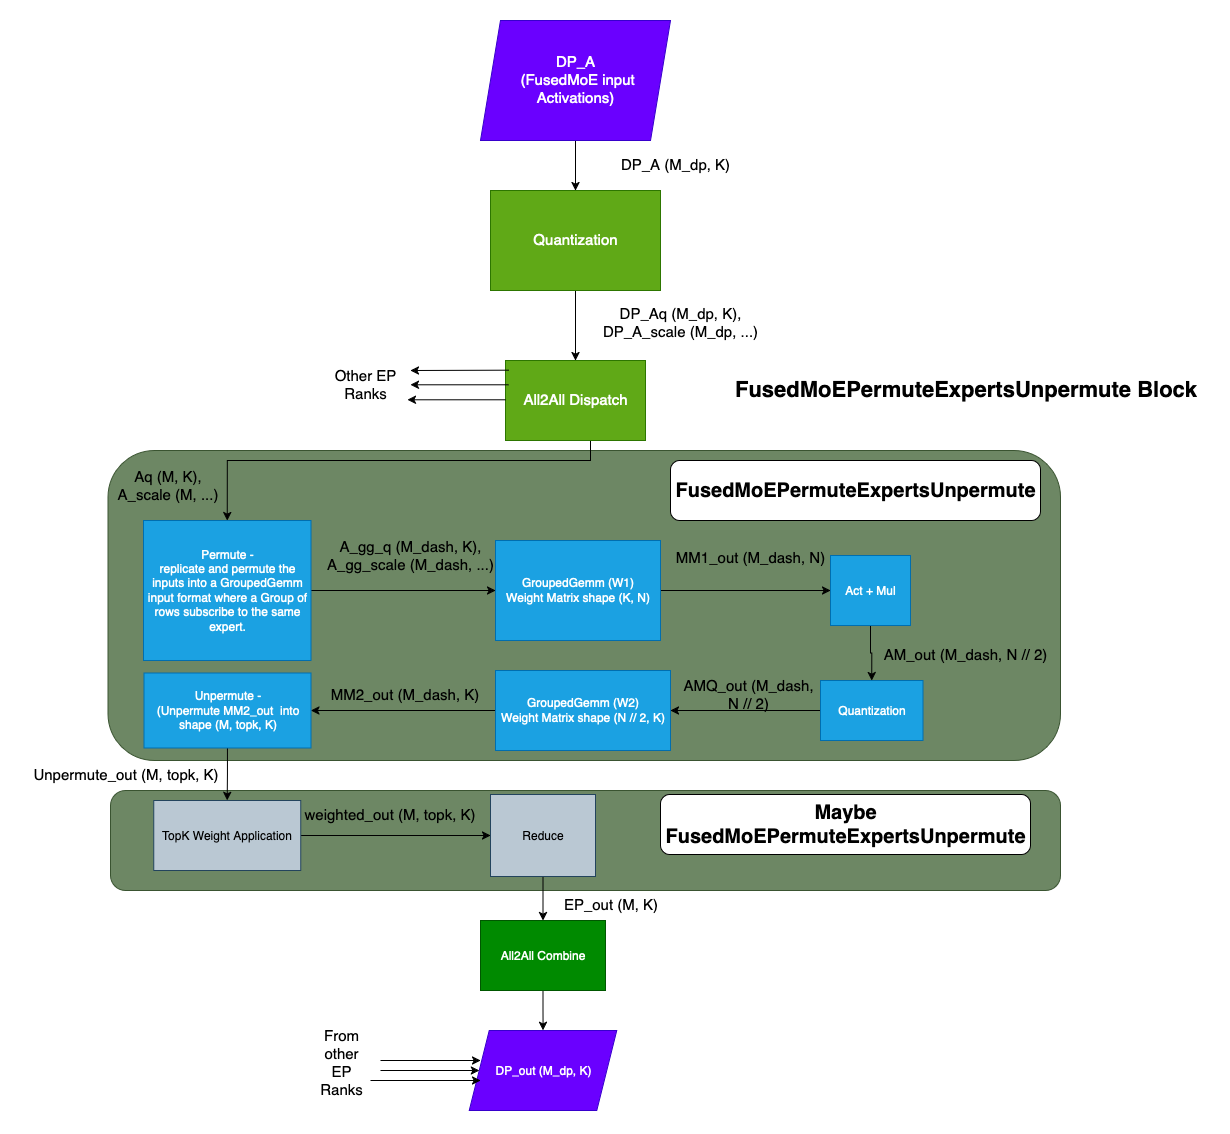 DP_A
(FusedMoE input
Activations)
DP_A (M_dp, K)
Quantization
DP_Aq (M_dp, K),
DP_A_scale (M_dp, ...)
Other EP
Ranks
All2All Dispatch
FusedMoEPermuteExpertsUnpermute Block
Aq (M, K),
A_scale (M, ...)
FusedMoEPermuteExpertsUnpermute
Permute -
replicate and permute the
inputs into a GroupedGemm
input format where a Group of
rows subscribe to the same
expert.
A_gg_q (M_dash, K),
A_gg_scale (M_dash, ...)
GroupedGemm (W1)
Weight Matrix shape (K, N)
MM1_out (M_dash, N)
Act + Mul
AM_out (M_dash, N // 2)
Quantization
AMQ_out (M_dash,
N // 2)
GroupedGemm (W2)
Weight Matrix shape (N // 2, K)
MM2_out (M_dash, K)
Unpermute -
(Unpermute MM2_out into
shape (M, topk, K)
Unpermute_out (M, topk, K)
TopK Weight Application
weighted_out (M, topk, K)
Reduce
Maybe
FusedMoEPermuteExpertsUnpermute
EP_out (M, K)
All2All Combine
From
other
EP
Ranks
DP_out (M_dp, K)